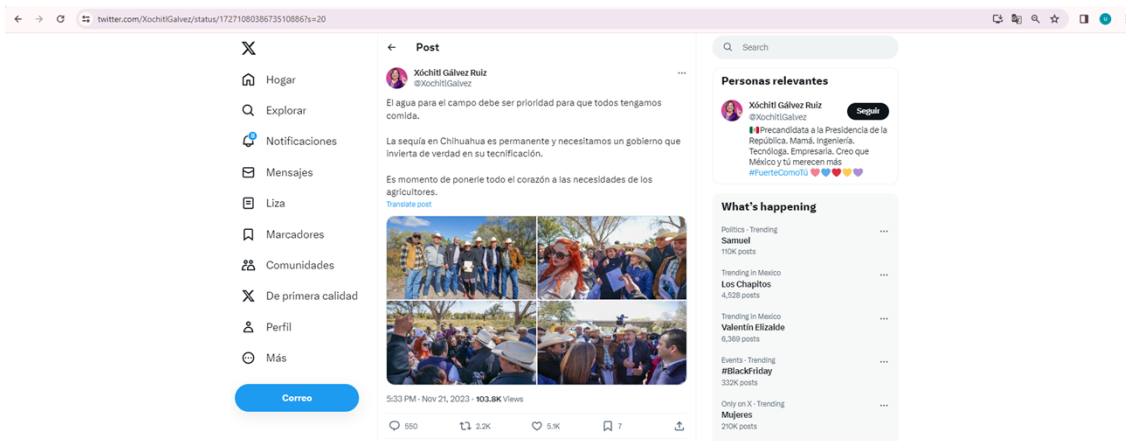 twitter.com/XochitlGalvez/status/1727108038673510886?s=20
Hogar
Explorar
8
Notificaciones
Mensajes
Liza
Marcadores
Comunidades
De primera calidad
Perfil
Más
Correo
Post
Xóchitl Gálvez Ruiz
@XochitlGalvez
El agua para el campo debe ser prioridad para que todos tengamos
comida.
La sequía en Chihuahua es permanente y necesitamos un gobierno que
invierta de verdad en su tecnificación.
Es momento de ponerle todo el corazón a las necesidades de los
agricultores.
Translate post
5:33 PM · Nov 21, 2023 · 103.8K Views
550
2.2K
5.1K
7
Search
Personas relevantes
Xóchitl Gálvez Ruiz
@XochitlGalvez
Seguir
Precandidata a la Presidencia de la
República. Mamá. Ingeniería.
Tecnóloga. Empresaria. Creo que
México y tú merecen más
#FuerteComoTú
What's happening
Politics · Trending
Samuel
110K posts
Trending in Mexico
Los Chapitos
4,528 posts
Trending in Mexico
Valentín Elizalde
6,369 posts
Events · Trending
#BlackFriday
332K posts
Only on X · Trending
Mujeres
210K posts